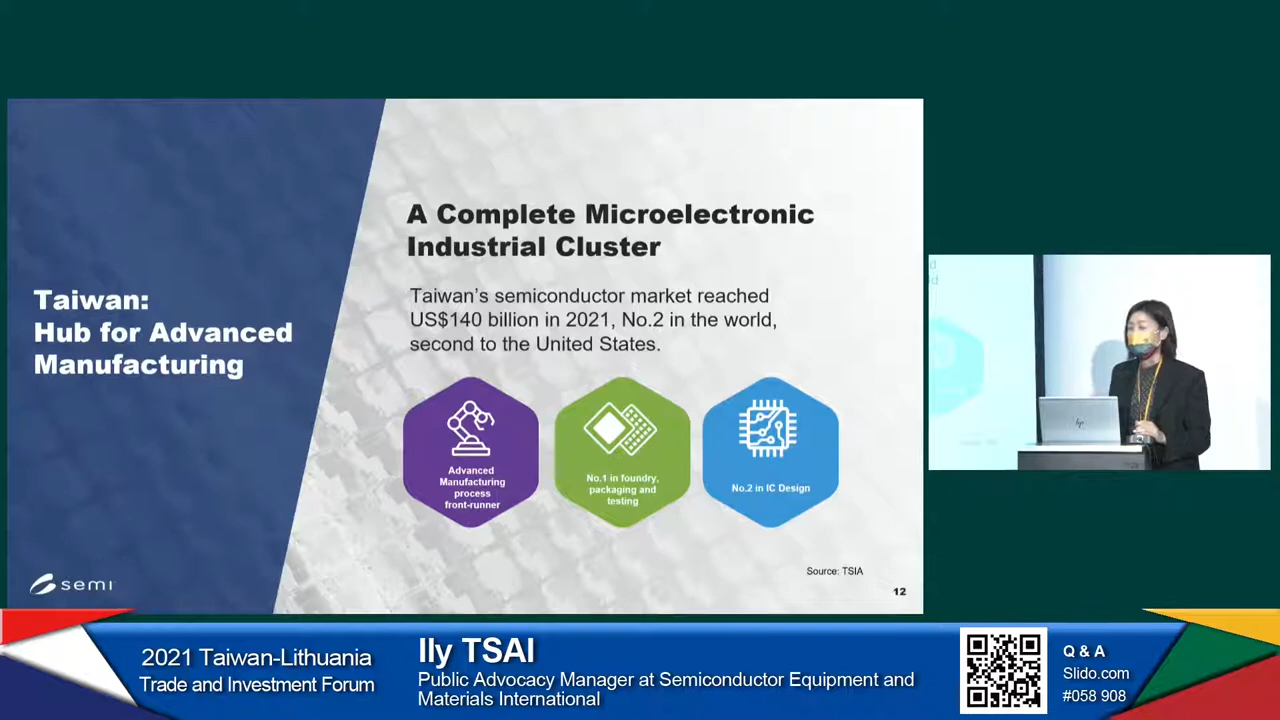 Taiwan:
Hub for Advanced
Manufacturing
A Complete Microelectronic
Industrial Cluster
Taiwan's semiconductor market reached
US$140 billion in 2021, No.2 in the world,
second to the United States.
Advanced
Manufacturing
process
front-runner
No.1 in foundry,
packaging and
testing
No.2 in IC Design
Source: TSIA
12
semi
hp
2021 Taiwan-Lithuania
Trade and Investment Forum
Ily TSAI
Public Advocacy Manager at Semiconductor Equipment and
Materials International
Q & A
Slido.com
#058 908